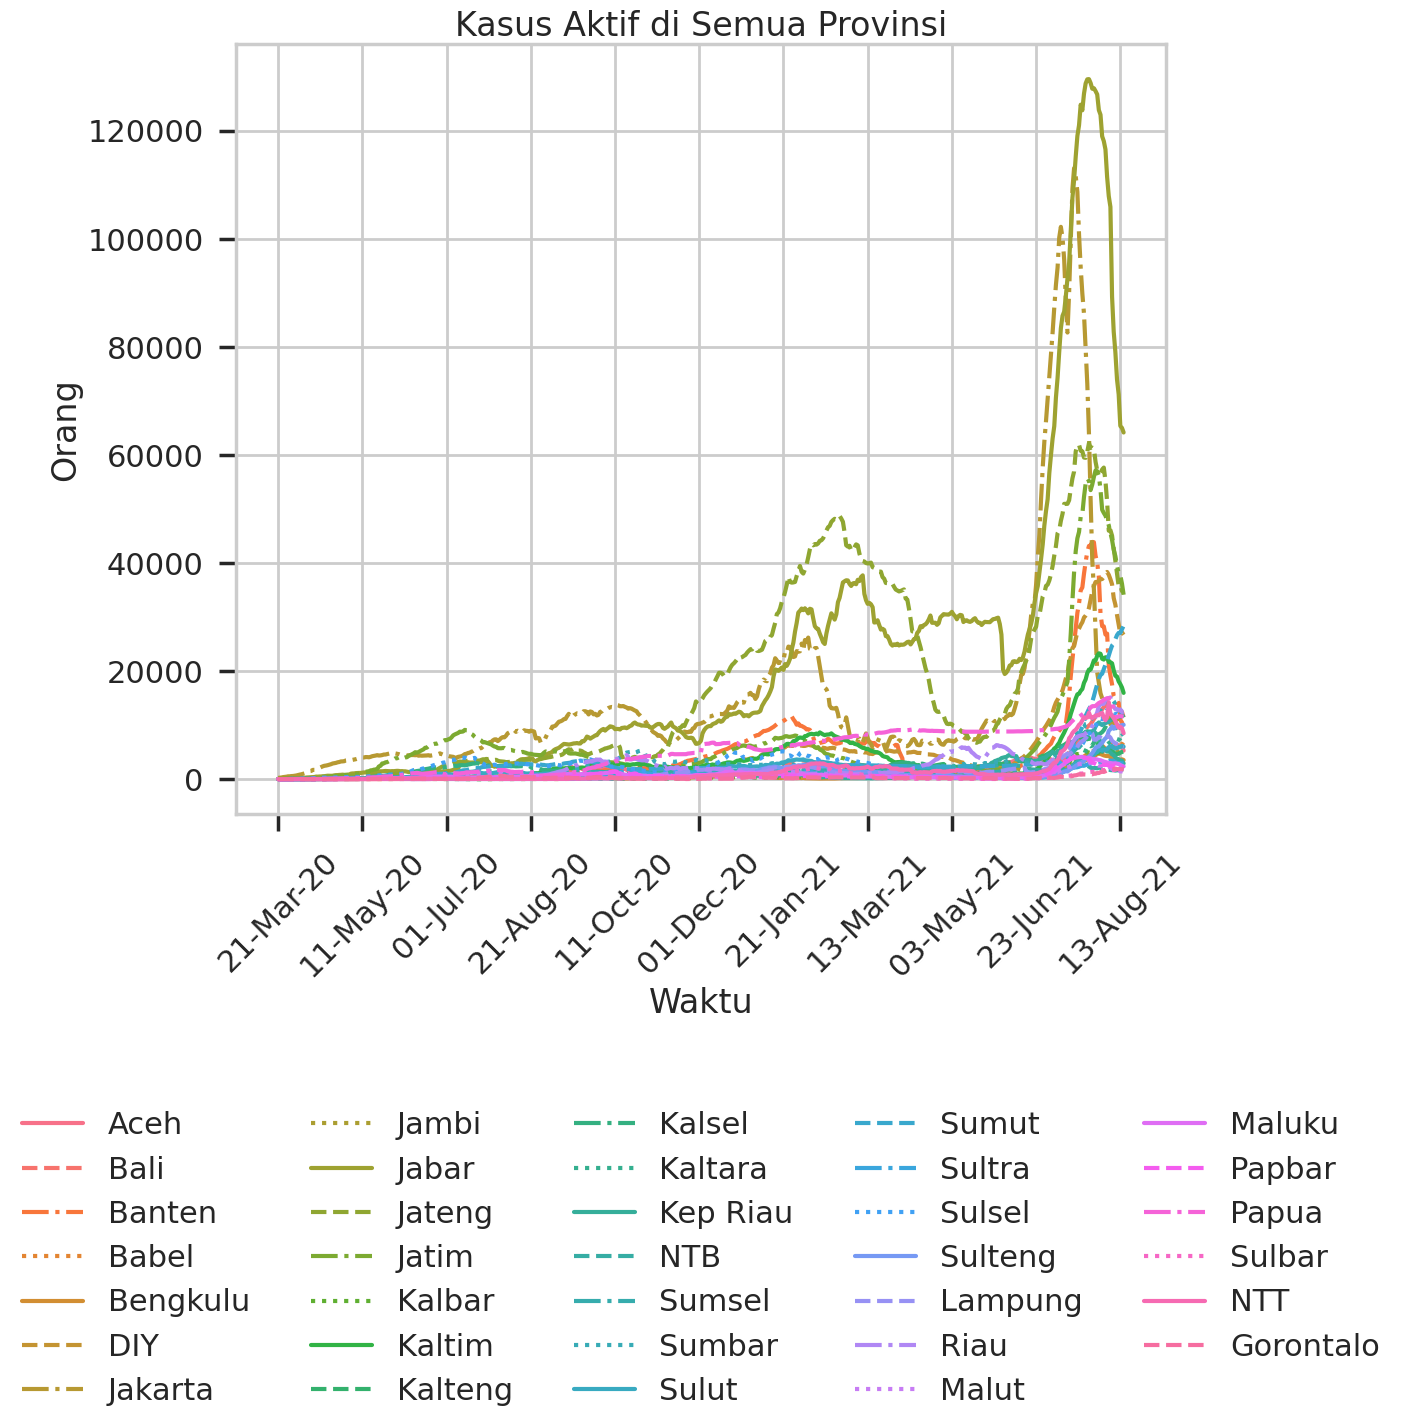 Kasus Aktif di Semua Provinsi
120000
100000
80000
60000
40000
20000
0
Orang
21-Mar-20
11-May-20
01-Jul-20
21-Aug-20
11-Oct-20
01-Dec-20
21-Jan-21
13-Mar-21
03-May-21
23-Jun-21
13-Aug-21
Waktu
Aceh
Bali
Banten
Babel
Bengkulu
DIY
Jakarta
Jambi
Jabar
Jateng
Jatim
Kalbar
Kaltim
Kalteng
Kalsel
Kaltara
Kep Riau
NTB
Sumsel
Sumbar
Sulut
Sumut
Sultra
Sulsel
Sulteng
Lampung
Riau
Malut
Maluku
Papbar
Papua
Sulbar
NTT
Gorontalo